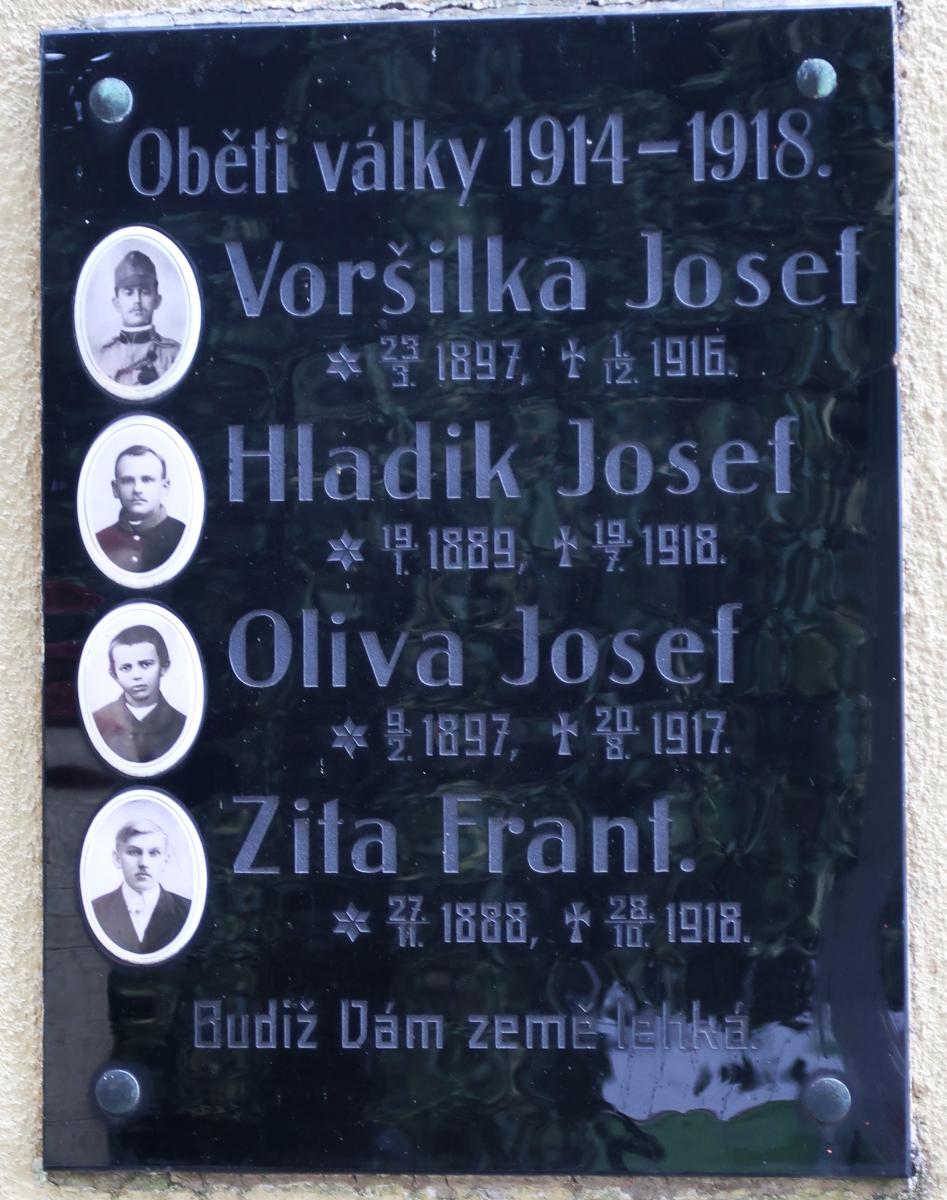 Oběti války 1914–1918.
Voršilka Josef
✶ 23/3. 1897, ✝ 1/12. 1916.
Hladik Josef
✶ 19/1. 1889, ✝ 19/7. 1918.
Oliva Josef
✶ 9/2. 1897, ✝ 20/8. 1917.
Zita Frant.
✶ 27./11. 1888, ✝ 28./10. 1918.
Budiž Vám země lehká.